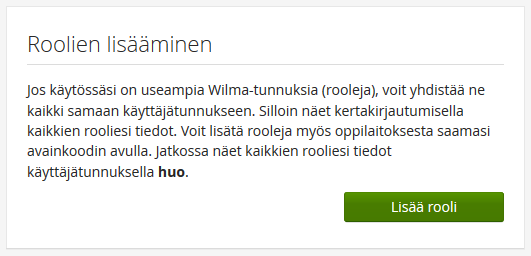 Roolien lisääminen
Jos käytössäsi on useampia Wilma-tunnuksia (rooleja), voit yhdistää ne
kaikki samaan käyttäjätunnukseen. Silloin näet kertakirjautumisella
kaikkien rooliesi tiedot. Voit lisätä rooleja myös oppilaitoksesta saamasi
avainkoodin avulla. Jatkossa näet kaikkien rooliesi tiedot
käyttäjätunnuksella huo.
Lisää rooli